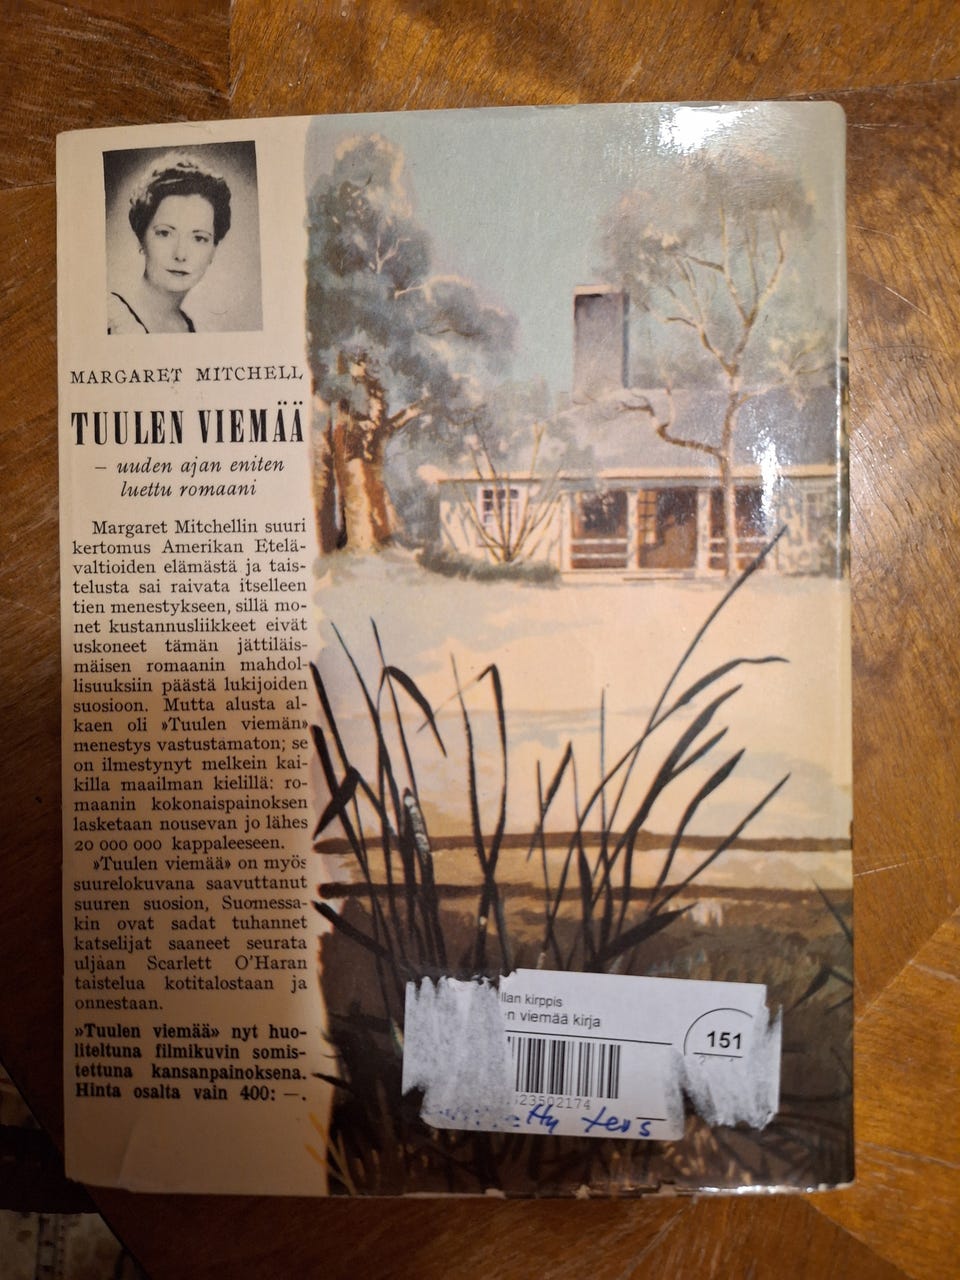 MARGARET MITCHELL
TUULEN VIEMÄÄ
– uuden ajan eniten
luettu romaani
Margaret Mitchellin suuri
kertomus Amerikan Etelä-
valtioiden elämästä ja tais-
telusta sai raivata itselleen
tien menestykseen, sillä mo-
net kustannusliikkeet eivät
uskoneet tämän jättiläis-
mäisen romaanin mahdol-
lisuuksiin päästä lukijoiden
suosioon. Mutta alusta al-
kaen oli »Tuulen viemän»
menestys vastustamaton; se
on ilmestynyt melkein kai-
killa maailman kielillä: ro-
maanin kokonaispainoksen
lasketaan nousevan jo lähes
20 000 000 kappaleeseen.
»Tuulen viemää» on myös
suurelokuvana saavuttanut
suuren suosion, Suomessa-
kin ovat sadat tuhannet
katselijat saaneet seurata
uljaan Scarlett O'Haran
taistelua kotitalostaan ja
onnestaan.
»Tuulen viemää» nyt huo-
liteltuna filmikuvin somis-
tettuna kansanpainoksena.
Hinta osalta vain 400: —.
llan kirppis
en viemää kirja
151
23502174